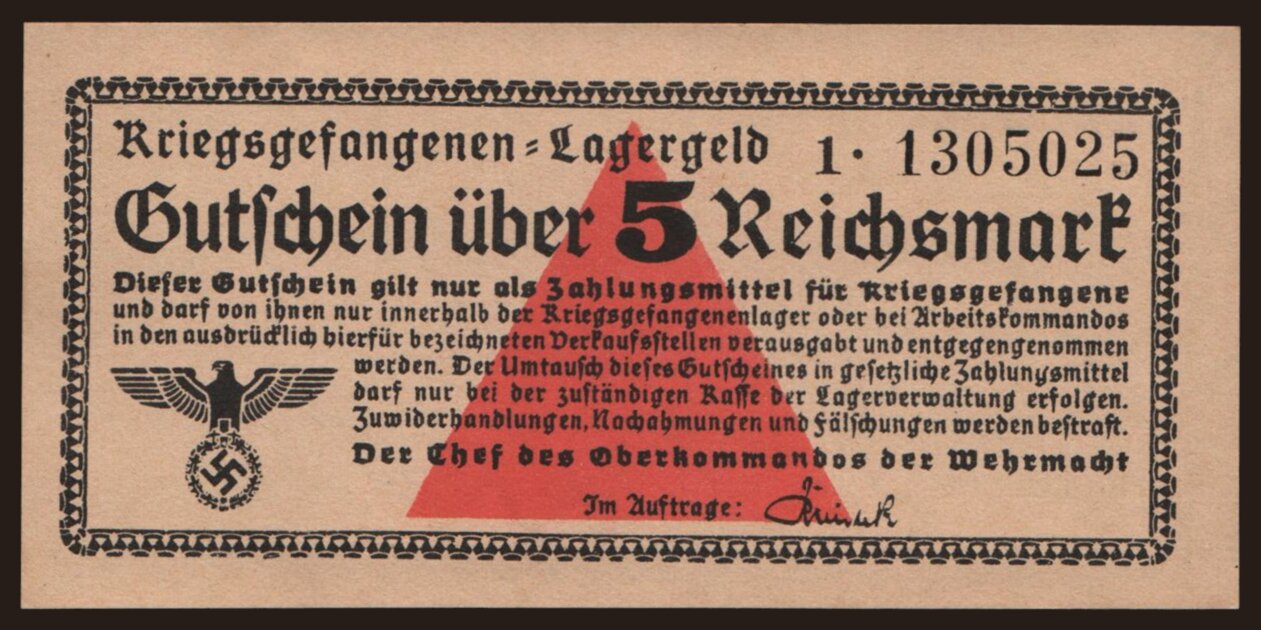 Kriegsgefangenen-Lagergeld 1 · 1305025
Gutschein über 5 Reichsmark
Dieser Gutschein gilt nur als Zahlungsmittel für Kriegsgefangene
und darf von ihnen nur innerhalb der Kriegsgefangenenlager oder bei Arbeitskommandos
in den ausdrücklich hierfür bezeichneten Verkaufsstellen verausgabt und entgegengenommen
werden. Der Umtausch dieses Gutscheines in gesetzliche Zahlungsmittel
darf nur bei der zuständigen Kasse der Lagerverwaltung erfolgen.
Zuwiderhandlungen, Nachahmungen und Fälschungen werden bestraft.
Der Chef des Oberkommandos der Wehrmacht
Im Auftrage: